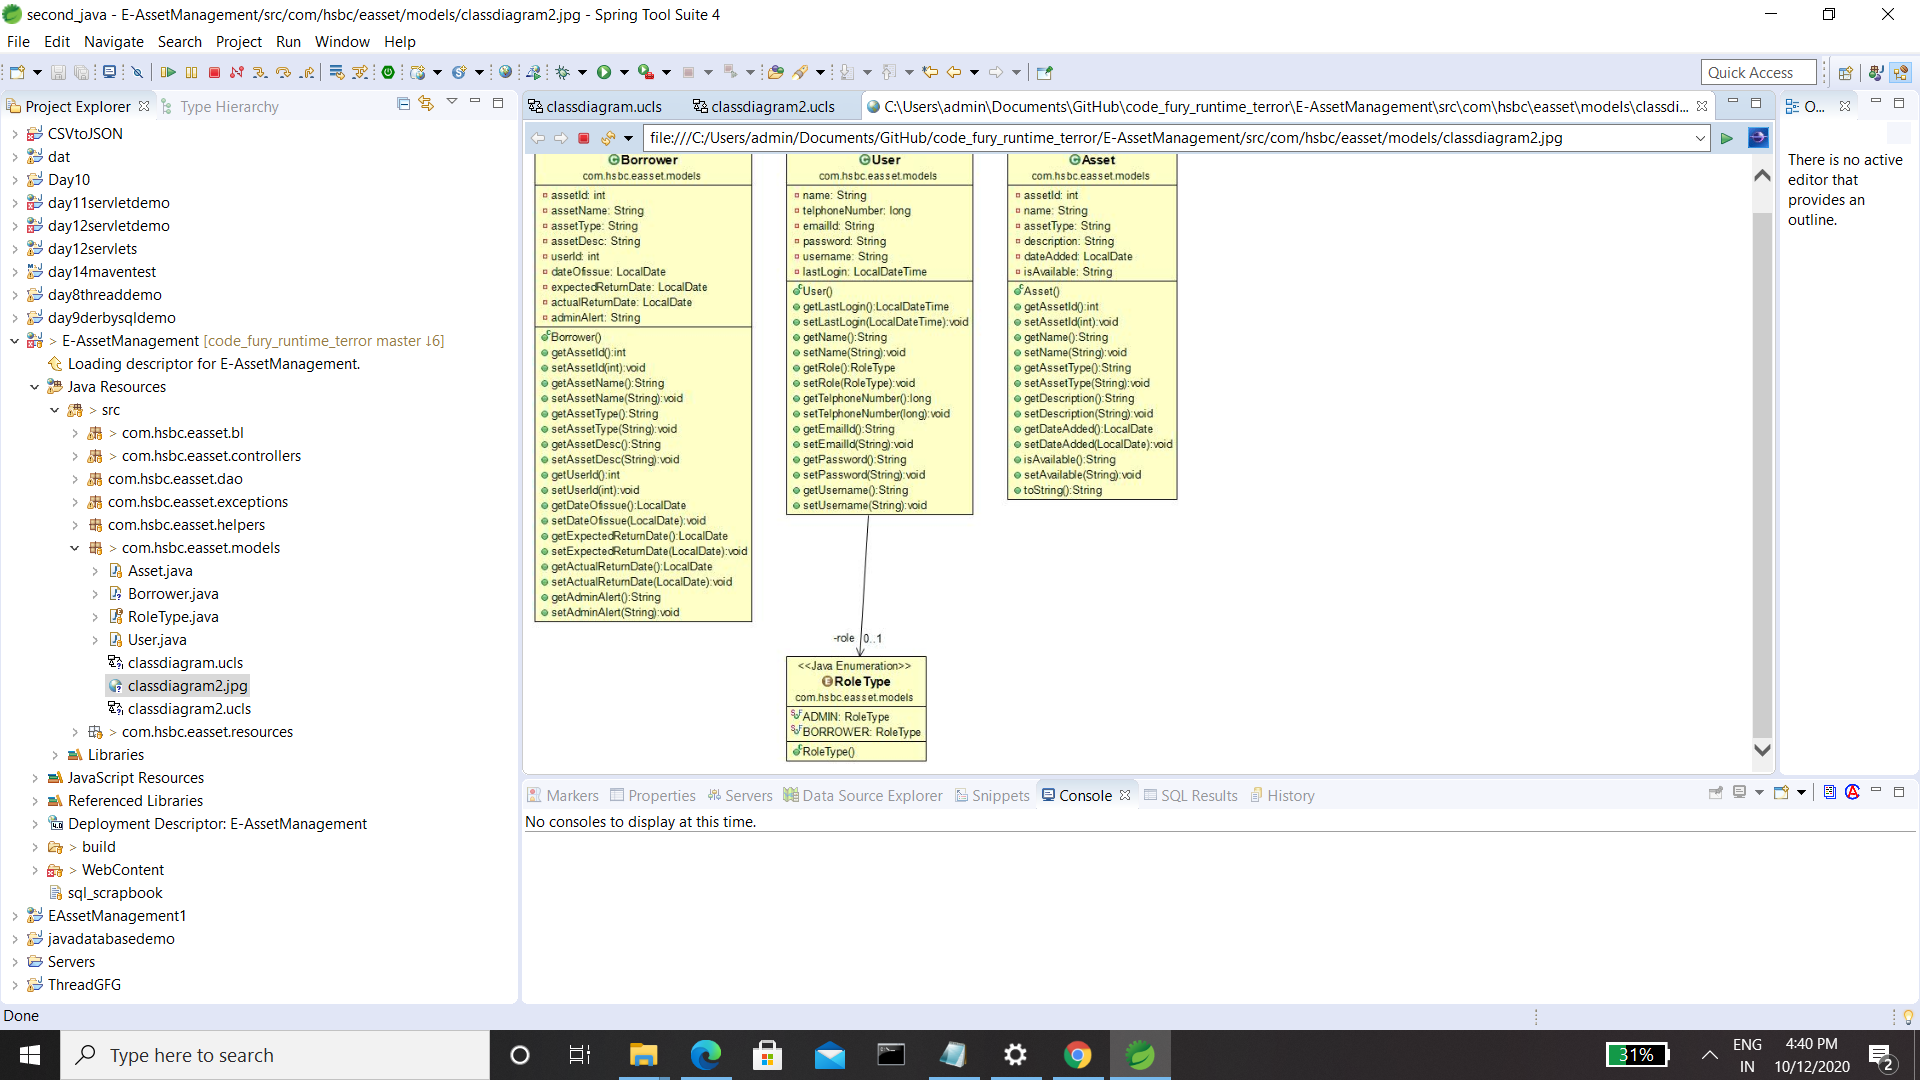 second_java - E-AssetManagement/src/com/hsbc/easset/models/classdiagram2.jpg - Spring Tool Suite 4
File Edit Navigate Search Project Run Window Help
Quick Access
Project Explorer
Type Hierarchy
CSVtoJSON
dat
Day10
day11servletdemo
day12servletdemo
day12servlets
day14maventest
day8threaddemo
day9derbysqldemo
> E-AssetManagement [code_fury_runtime_terror master ↓6]
Loading descriptor for E-AssetManagement.
Java Resources
> src
> com.hsbc.easset.bl
> com.hsbc.easset.controllers
com.hsbc.easset.dao
com.hsbc.easset.exceptions
com.hsbc.easset.helpers
> com.hsbc.easset.models
Asset.java
Borrower.java
RoleType.java
User.java
classdiagram.ucls
classdiagram2.jpg
classdiagram2.ucls
> com.hsbc.easset.resources
Libraries
JavaScript Resources
Referenced Libraries
Deployment Descriptor: E-AssetManagement
> build
> WebContent
sql_scrapbook
EAssetManagement1
javadatabasedemo
Servers
ThreadGFG
classdiagram.ucls
classdiagram2.ucls
C:\Users\admin\Documents\GitHub\code_fury_runtime_terror\E-AssetManagement\src\com\hsbc\easset\models\classdi...
file:///C:/Users/admin/Documents/GitHub/code_fury_runtime_terror/E-AssetManagement/src/com/hsbc/easset/models/classdiagram2.jpg
Borrower
com.hsbc.easset.models
assetId: int
assetName: String
assetType: String
assetDesc: String
userId: int
dateOfissue: LocalDate
expectedReturnDate: LocalDate
actualReturnDate: LocalDate
adminAlert: String
Borrower()
getAssetId():int
setAssetId(int):void
getAssetName():String
setAssetName(String):void
getAssetType():String
setAssetType(String):void
getAssetDesc():String
setAssetDesc(String):void
getUserId():int
setUserId(int):void
getDateOfissue():LocalDate
setDateOfissue(LocalDate):void
getExpectedReturnDate():LocalDate
setExpectedReturnDate(LocalDate):void
getActualReturnDate():LocalDate
setActualReturnDate(LocalDate):void
getAdminAlert():String
setAdminAlert(String):void
User
com.hsbc.easset.models
name: String
telphoneNumber: long
emailId: String
password: String
username: String
lastLogin: LocalDateTime
User()
getLastLogin():LocalDateTime
setLastLogin(LocalDateTime):void
getName():String
setName(String):void
getRole():RoleType
setRole(RoleType):void
getTelphoneNumber():long
setTelphoneNumber(long):void
getEmailId():String
setEmailId(String):void
getPassword():String
setPassword(String):void
getUsername():String
setUsername(String):void
Asset
com.hsbc.easset.models
assetId: int
name: String
assetType: String
description: String
dateAdded: LocalDate
isAvailable: String
Asset()
getAssetId():int
setAssetId(int):void
getName():String
setName(String):void
getAssetType():String
setAssetType(String):void
getDescription():String
setDescription(String):void
getDateAdded():LocalDate
setDateAdded(LocalDate):void
isAvailable():String
setAvailable(String):void
toString():String
-role 0..1
<<Java Enumeration>>
RoleType
com.hsbc.easset.models
ADMIN: RoleType
BORROWER: RoleType
RoleType()
O...
There is no active
editor that
provides an
outline.
Markers Properties Servers Data Source Explorer Snippets Console SQL Results History
No consoles to display at this time.
Done
Type here to search
31%
ENG
IN
4:40 PM
10/12/2020
2